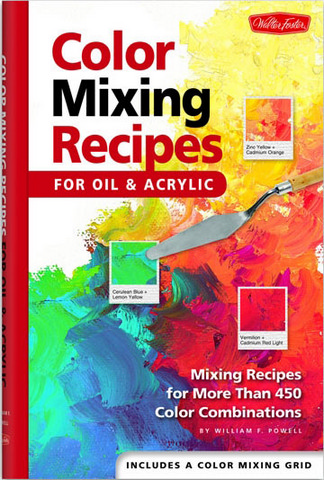 Walter Foster
Color
Mixing
Recipes
FOR OIL & ACRYLIC
Zinc Yellow +
Cadmium Orange
Cerulean Blue +
Lemon Yellow
Vermilion +
Cadmium Red Light
Mixing Recipes
for More Than 450
Color Combinations
BY WILLIAM F. POWELL
INCLUDES A COLOR MIXING GRID
COLOR MIXING RECIPES FOR OIL & ACRYLIC